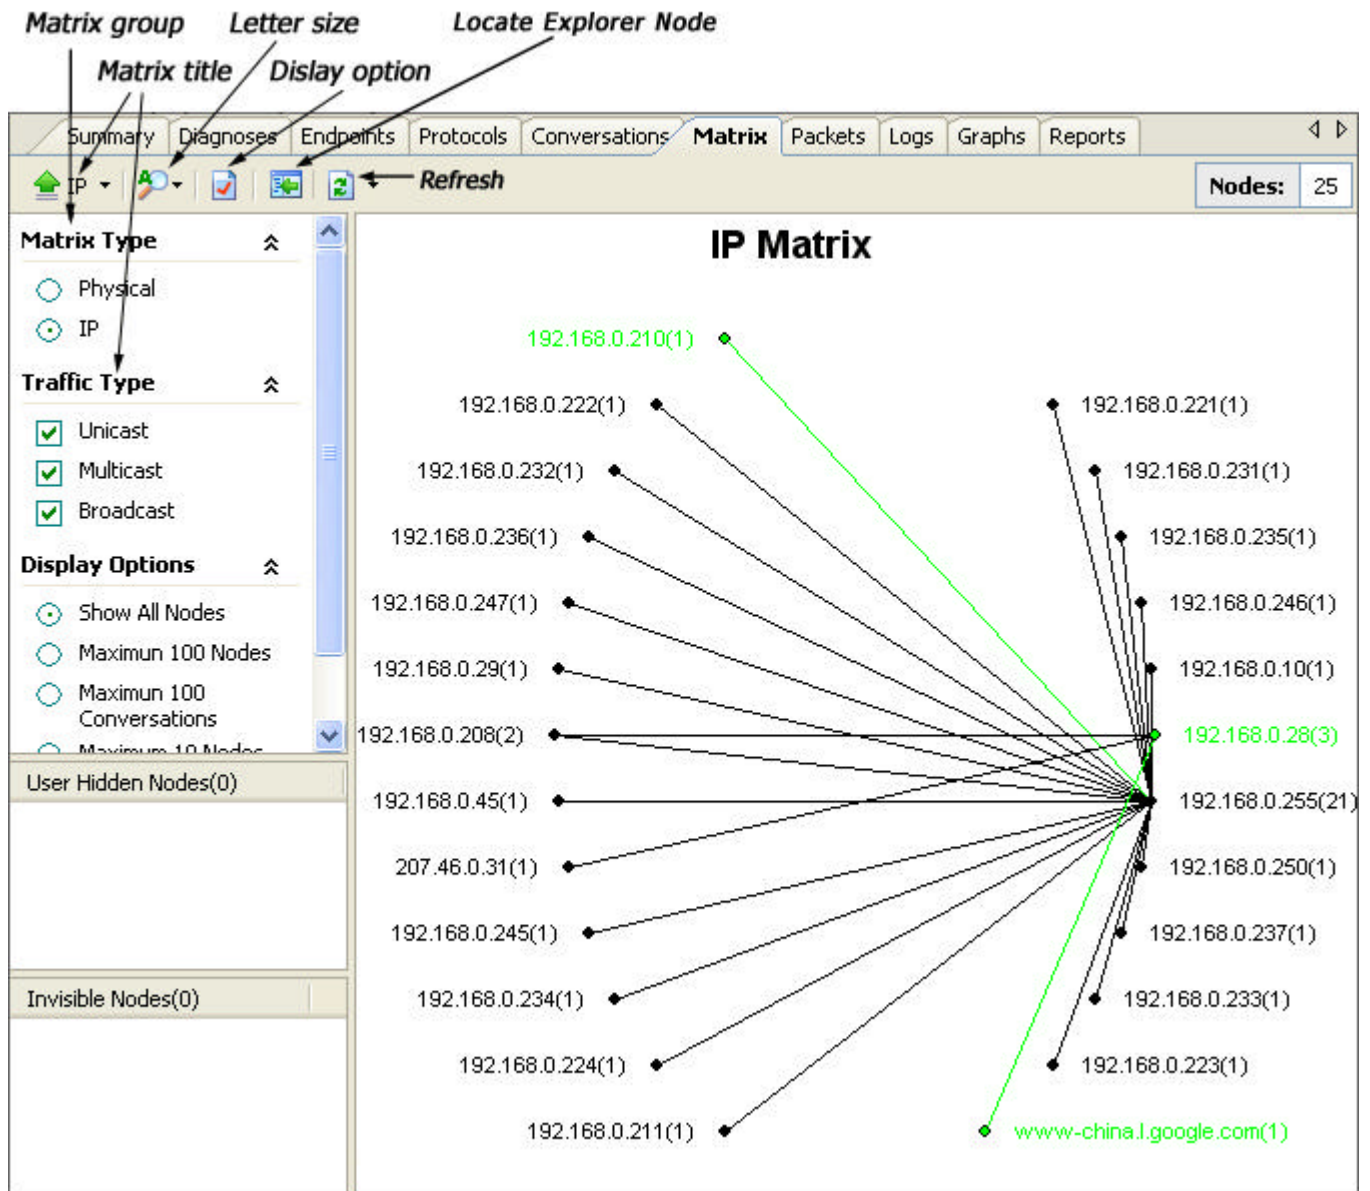 Matrix group
Letter size
Locate Explorer Node
Matrix title
Dislay option
Summary
Diagnoses
Endpoints
Protocols
Conversations
Matrix
Packets
Logs
Graphs
Reports
IP
Refresh
Nodes: 25
Matrix Type
Physical
IP
Traffic Type
Unicast
Multicast
Broadcast
Display Options
Show All Nodes
Maximun 100 Nodes
Maximun 100
Conversations
Maximum 10 Nodes
User Hidden Nodes(0)
Invisible Nodes(0)
IP Matrix
192.168.0.210(1)
192.168.0.222(1)
192.168.0.221(1)
192.168.0.232(1)
192.168.0.231(1)
192.168.0.236(1)
192.168.0.235(1)
192.168.0.247(1)
192.168.0.246(1)
192.168.0.29(1)
192.168.0.10(1)
192.168.0.208(2)
192.168.0.28(3)
192.168.0.45(1)
192.168.0.255(21)
207.46.0.31(1)
192.168.0.250(1)
192.168.0.245(1)
192.168.0.237(1)
192.168.0.234(1)
192.168.0.233(1)
192.168.0.224(1)
192.168.0.223(1)
192.168.0.211(1)
www-china.l.google.com(1)